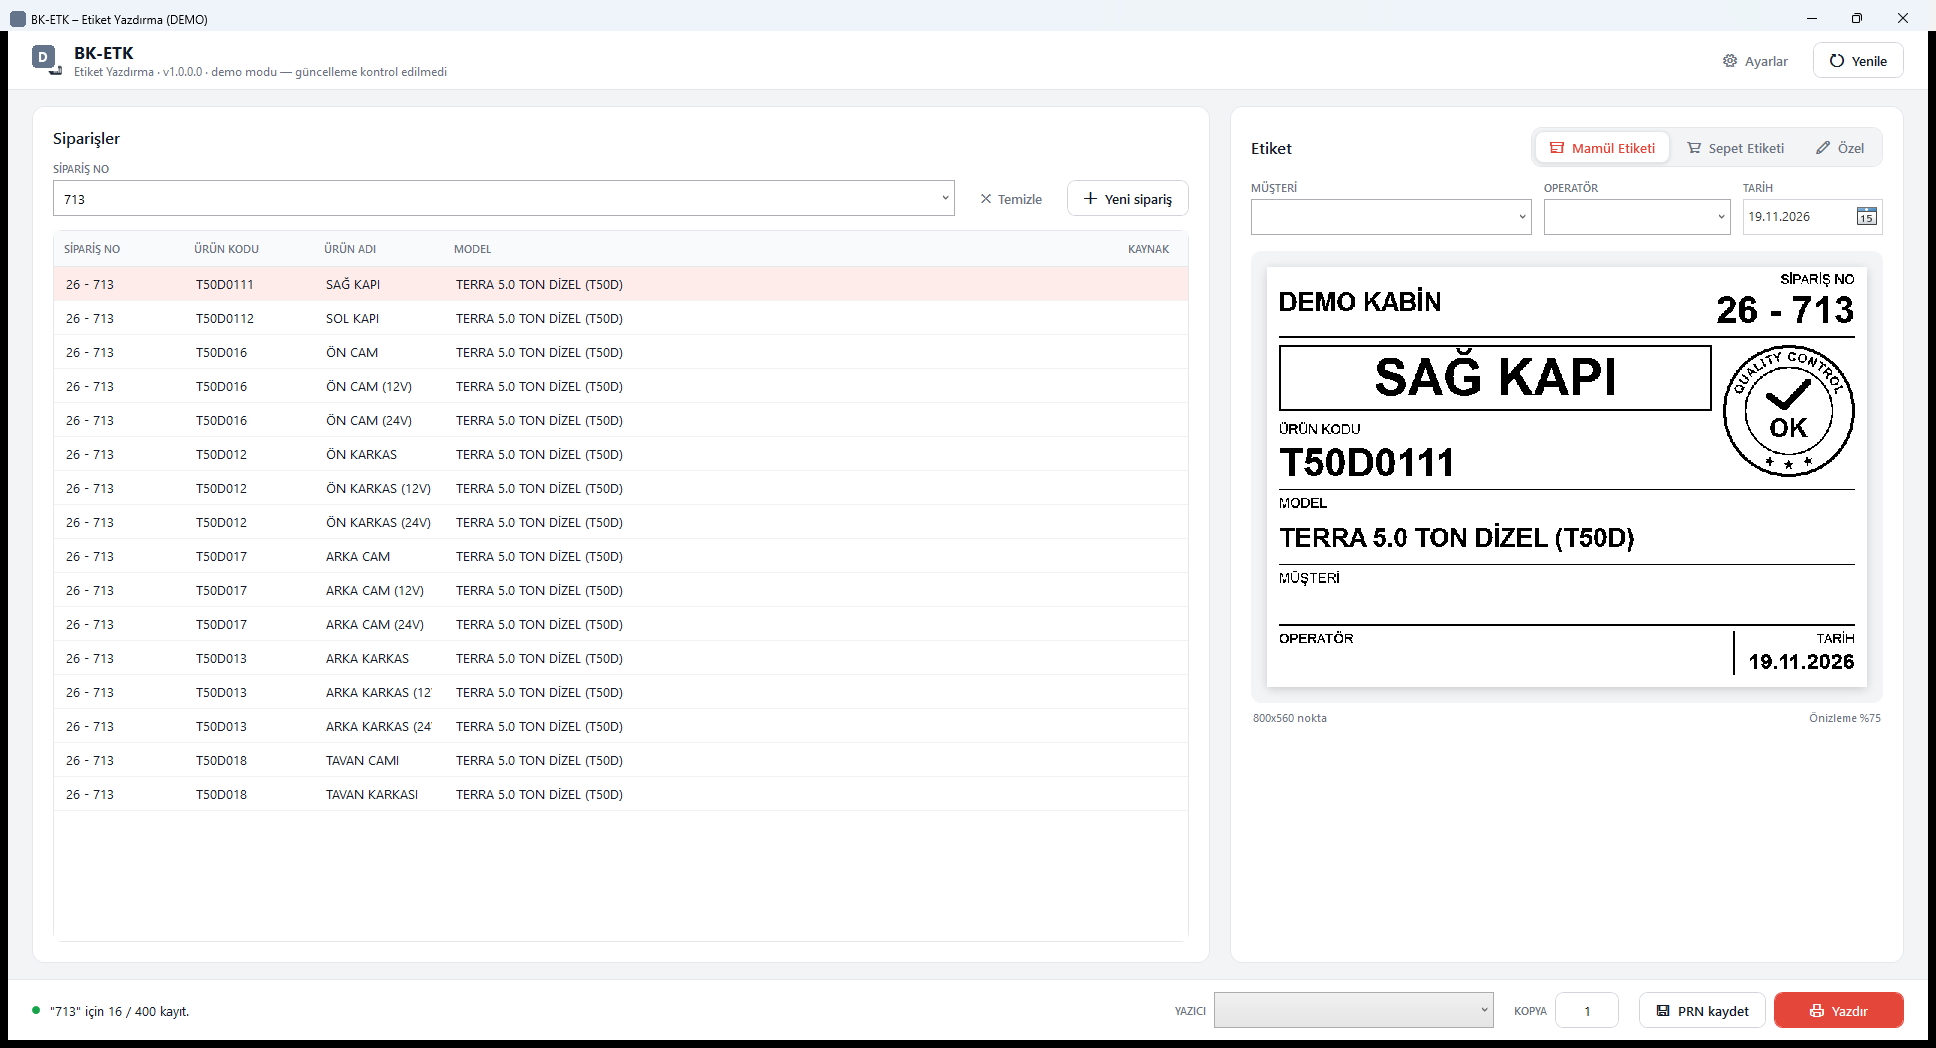 BK-ETK – Etiket Yazdırma (DEMO)
D
BK-ETK
Etiket Yazdırma · v1.0.0.0 · demo modu — güncelleme kontrol edilmedi
Ayarlar
Yenile
Siparişler
SİPARİŞ NO
713
Temizle
Yeni sipariş
SİPARİŞ NO ÜRÜN KODU ÜRÜN ADI MODEL KAYNAK
26 - 713 T50D0111 SAĞ KAPI TERRA 5.0 TON DİZEL (T50D)
26 - 713 T50D0112 SOL KAPI TERRA 5.0 TON DİZEL (T50D)
26 - 713 T50D016 ÖN CAM TERRA 5.0 TON DİZEL (T50D)
26 - 713 T50D016 ÖN CAM (12V) TERRA 5.0 TON DİZEL (T50D)
26 - 713 T50D016 ÖN CAM (24V) TERRA 5.0 TON DİZEL (T50D)
26 - 713 T50D012 ÖN KARKAS TERRA 5.0 TON DİZEL (T50D)
26 - 713 T50D012 ÖN KARKAS (12V) TERRA 5.0 TON DİZEL (T50D)
26 - 713 T50D012 ÖN KARKAS (24V) TERRA 5.0 TON DİZEL (T50D)
26 - 713 T50D017 ARKA CAM TERRA 5.0 TON DİZEL (T50D)
26 - 713 T50D017 ARKA CAM (12V) TERRA 5.0 TON DİZEL (T50D)
26 - 713 T50D017 ARKA CAM (24V) TERRA 5.0 TON DİZEL (T50D)
26 - 713 T50D013 ARKA KARKAS TERRA 5.0 TON DİZEL (T50D)
26 - 713 T50D013 ARKA KARKAS (12 TERRA 5.0 TON DİZEL (T50D)
26 - 713 T50D013 ARKA KARKAS (24 TERRA 5.0 TON DİZEL (T50D)
26 - 713 T50D018 TAVAN CAMI TERRA 5.0 TON DİZEL (T50D)
26 - 713 T50D018 TAVAN KARKASI TERRA 5.0 TON DİZEL (T50D)
Etiket
Mamül Etiketi
Sepet Etiketi
Özel
MÜŞTERİ OPERATÖR TARİH
19.11.2026
15
DEMO KABİN
SİPARİŞ NO
26 - 713
SAĞ KAPI
QUALITY CONTROL
OK
ÜRÜN KODU
T50D0111
MODEL
TERRA 5.0 TON DİZEL (T50D)
MÜŞTERİ
OPERATÖR
TARİH
19.11.2026
800x560 nokta
Önizleme %75
"713" için 16 / 400 kayıt.
YAZICI
KOPYA
1
PRN kaydet
Yazdır